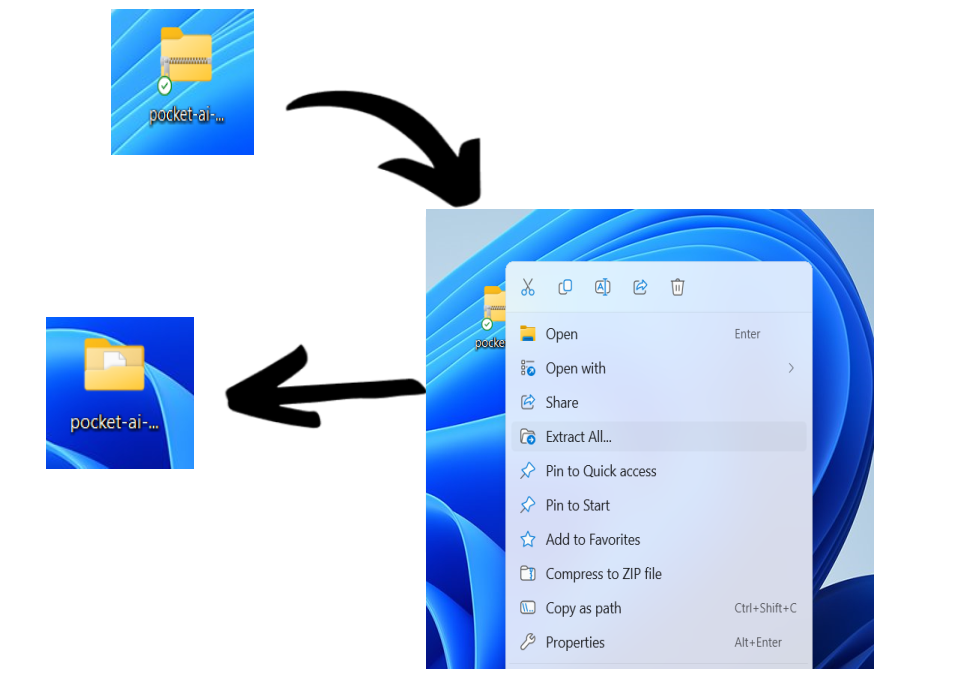 pocket-ai-...
pocke
Open Enter
Open with
Share
Extract All...
Pin to Quick access
Pin to Start
Add to Favorites
Compress to ZIP file
Copy as path Ctrl+Shift+C
Properties Alt+Enter
pocket-ai-...